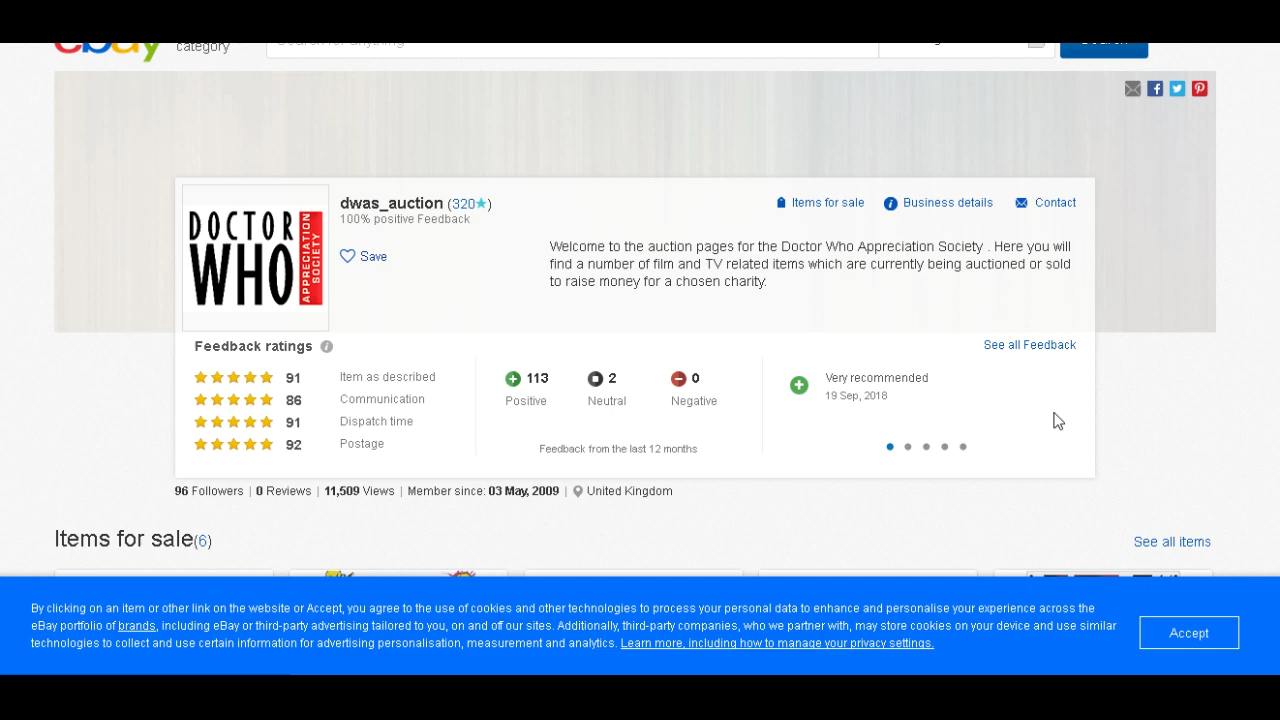 ebay
category
dwas_auction (320★)
100% positive Feedback
Save
Items for sale
Business details
Contact
DOCTOR
WHO
APPRECIATION
SOCIETY
Welcome to the auction pages for the Doctor Who Appreciation Society . Here you will
find a number of film and TV related items which are currently being auctioned or sold
to raise money for a chosen charity.
Feedback ratings
See all Feedback
91 Item as described
86 Communication
91 Dispatch time
92 Postage
113
Positive
2
Neutral
0
Negative
Feedback from the last 12 months
Very recommended
19 Sep, 2018
96 Followers | 0 Reviews | 11,509 Views | Member since: 03 May, 2009 | United Kingdom
Items for sale(6)
See all items
By clicking on an item or other link on the website or Accept, you agree to the use of cookies and other technologies to process your personal data to enhance and personalise your experience across the
eBay portfolio of brands, including eBay or third-party advertising tailored to you, on and off our sites. Additionally, third-party companies, who we partner with, may store cookies on your device and use similar
technologies to collect and use certain information for advertising personalisation, measurement and analytics. Learn more, including how to manage your privacy settings.
Accept